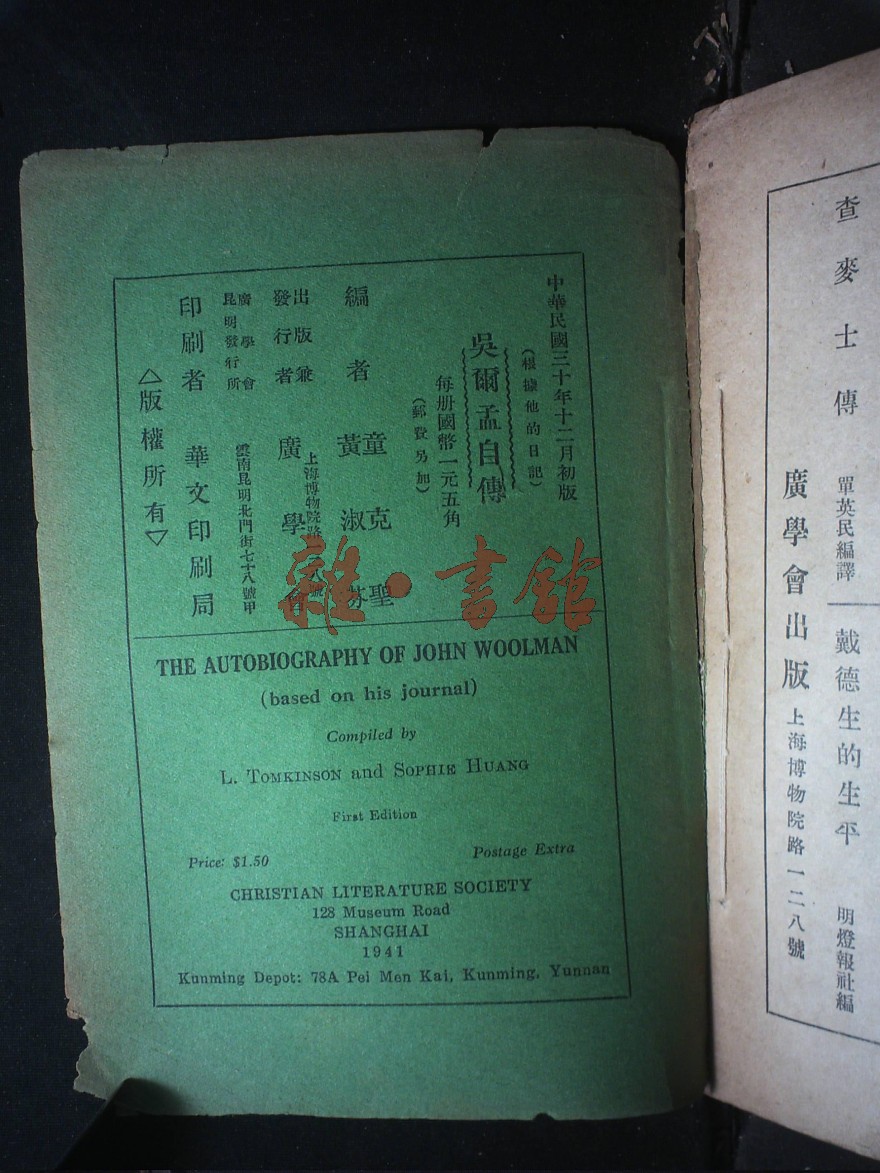 中華民國三十年十二月初版
(根據他的日記)
吳爾孟自傳
每册國幣一元五角
(郵費另加)
編者 童克聖
黃淑芬
出版兼
發行者 廣學會
上海博物院路一二八號
廣學會
昆明發行所
雲南昆明北門街七十八號甲
印刷者 華文印刷局
△版權所有▽
雜·書館
THE AUTOBIOGRAPHY OF JOHN WOOLMAN
(based on his journal)
Compiled by
L. TOMKINSON and SOPHIE HUANG
First Edition
Price: $1.50 Postage Extra
CHRISTIAN LITERATURE SOCIETY
128 Museum Road
SHANGHAI
1941
Kunming Depot: 78A Pei Men Kai, Kunming, Yunnan
查麥士傳 單英民編譯
戴德生的生平 明燈報社編
廣學會出版 上海博物院路一二八號